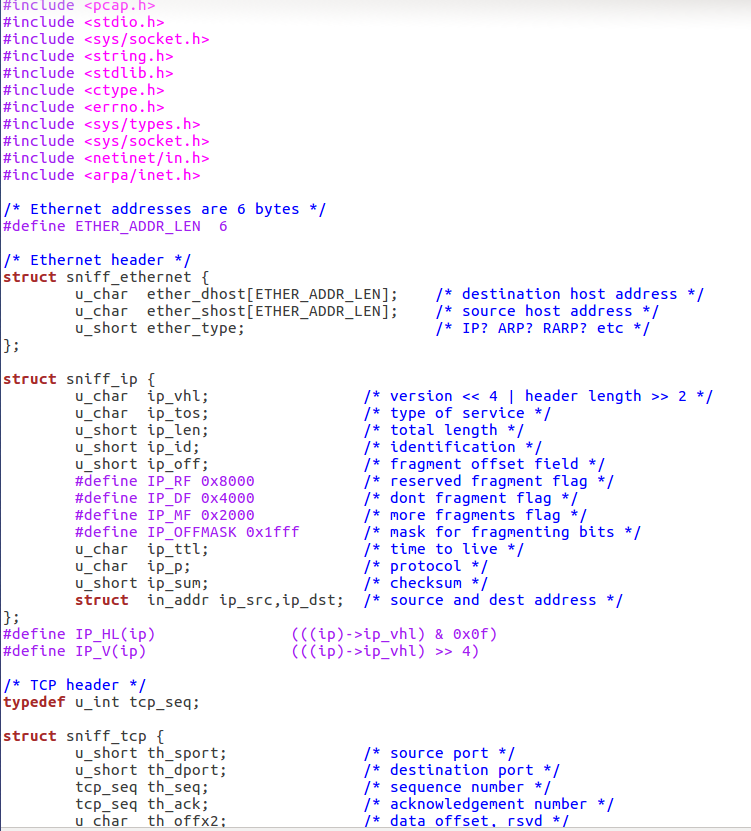 #include <pcap.h>
#include <stdio.h>
#include <sys/socket.h>
#include <string.h>
#include <stdlib.h>
#include <ctype.h>
#include <errno.h>
#include <sys/types.h>
#include <sys/socket.h>
#include <netinet/in.h>
#include <arpa/inet.h>

/* Ethernet addresses are 6 bytes */
#define ETHER_ADDR_LEN  6

/* Ethernet header */
struct sniff_ethernet {
        u_char  ether_dhost[ETHER_ADDR_LEN];    /* destination host address */
        u_char  ether_shost[ETHER_ADDR_LEN];    /* source host address */
        u_short ether_type;                     /* IP? ARP? RARP? etc */
};

struct sniff_ip {
        u_char  ip_vhl;                 /* version << 4 | header length >> 2 */
        u_char  ip_tos;                 /* type of service */
        u_short ip_len;                 /* total length */
        u_short ip_id;                  /* identification */
        u_short ip_off;                 /* fragment offset field */
        #define IP_RF 0x8000            /* reserved fragment flag */
        #define IP_DF 0x4000            /* dont fragment flag */
        #define IP_MF 0x2000            /* more fragments flag */
        #define IP_OFFMASK 0x1fff       /* mask for fragmenting bits */
        u_char  ip_ttl;                 /* time to live */
        u_char  ip_p;                   /* protocol */
        u_short ip_sum;                 /* checksum */
        struct  in_addr ip_src,ip_dst;  /* source and dest address */
};
#define IP_HL(ip)               (((ip)->ip_vhl) & 0x0f)
#define IP_V(ip)                (((ip)->ip_vhl) >> 4)

/* TCP header */
typedef u_int tcp_seq;

struct sniff_tcp {
        u_short th_sport;               /* source port */
        u_short th_dport;               /* destination port */
        tcp_seq th_seq;                 /* sequence number */
        tcp_seq th_ack;                 /* acknowledgement number */
        u_char  th_offx2;               /* data offset, rsvd */